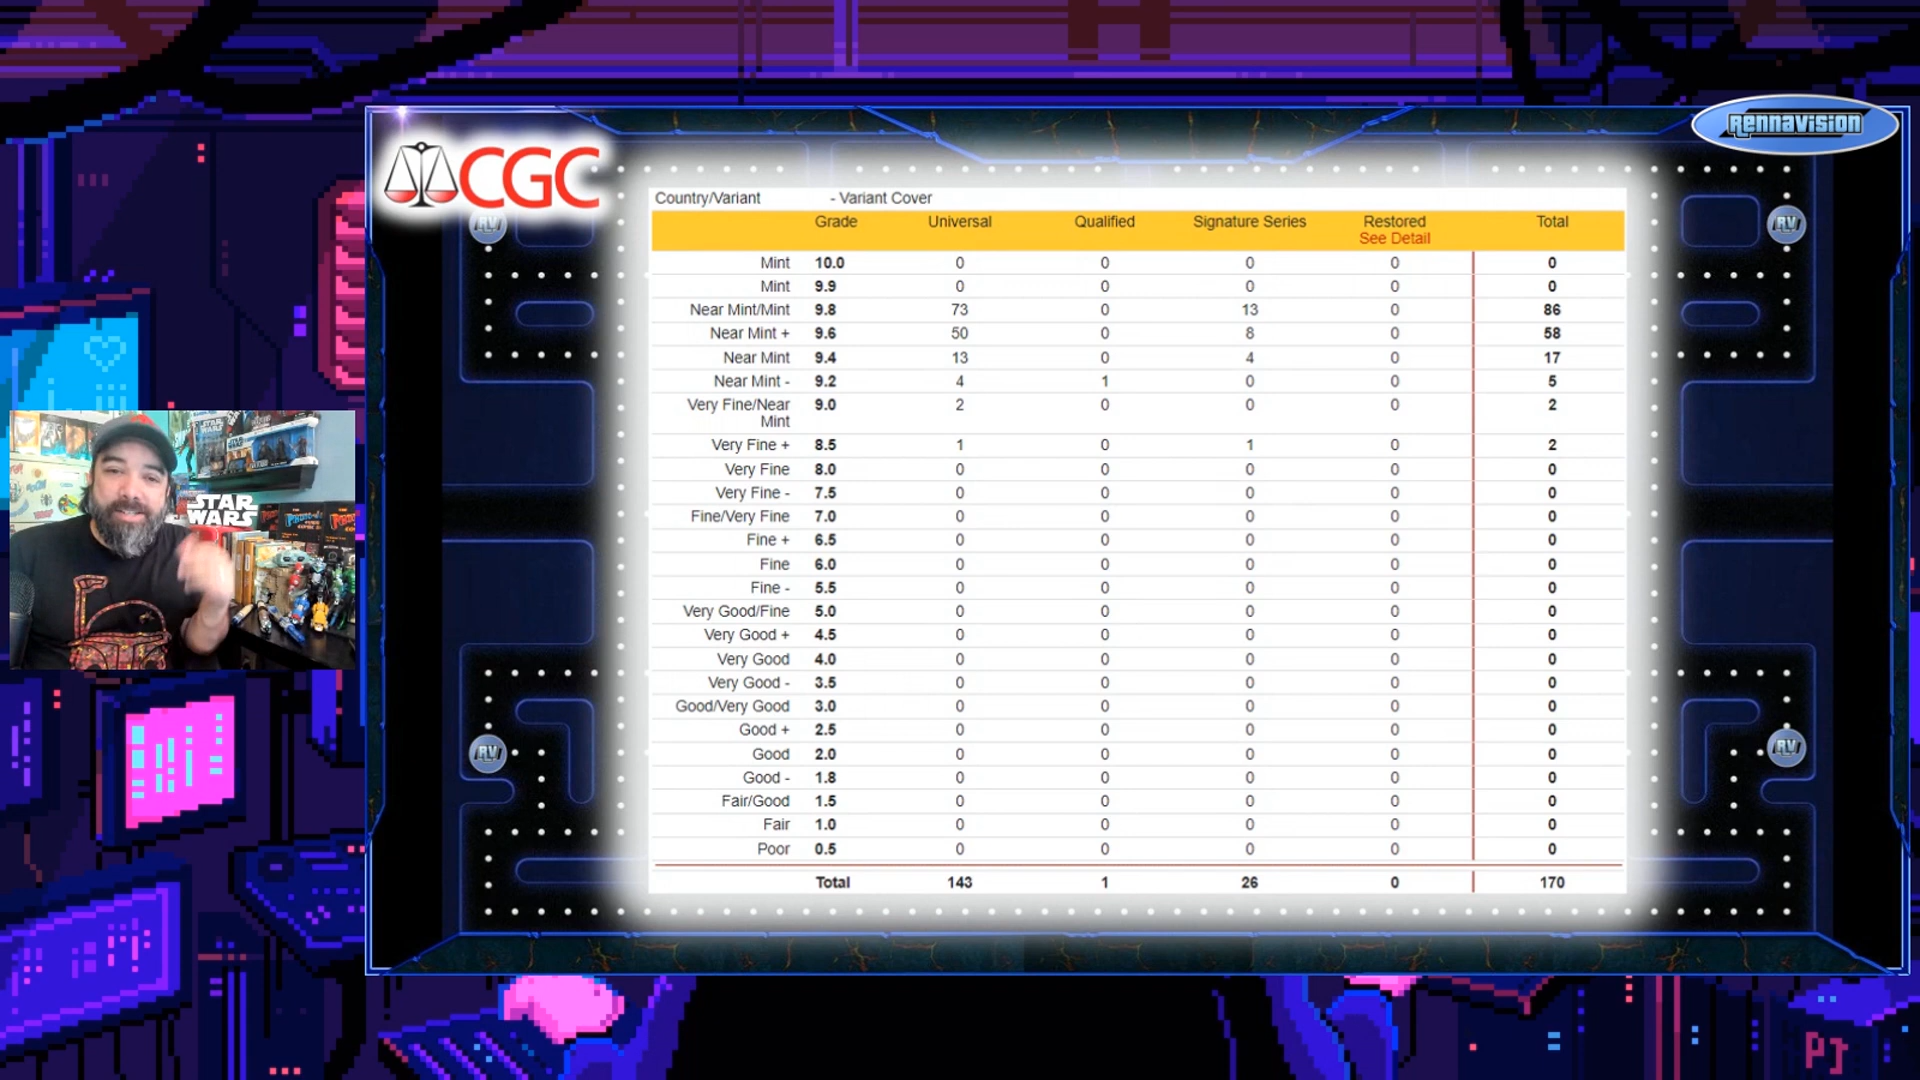 RENNAVISION
CGC
Country/Variant - Variant Cover
Grade Universal Qualified Signature Series Restored Total
See Detail
Mint 10.0 0 0 0 0 0
Mint 9.9 0 0 0 0 0
Near Mint/Mint 9.8 73 0 13 0 86
Near Mint + 9.6 50 0 8 0 58
Near Mint 9.4 13 0 4 0 17
Near Mint - 9.2 4 1 0 0 5
Very Fine/Near 9.0 2 0 0 0 2
Mint
Very Fine + 8.5 1 0 1 0 2
Very Fine 8.0 0 0 0 0 0
Very Fine - 7.5 0 0 0 0 0
Fine/Very Fine 7.0 0 0 0 0 0
Fine + 6.5 0 0 0 0 0
Fine 6.0 0 0 0 0 0
Fine - 5.5 0 0 0 0 0
Very Good/Fine 5.0 0 0 0 0 0
Very Good + 4.5 0 0 0 0 0
Very Good 4.0 0 0 0 0 0
Very Good - 3.5 0 0 0 0 0
Good/Very Good 3.0 0 0 0 0 0
Good + 2.5 0 0 0 0 0
Good 2.0 0 0 0 0 0
Good - 1.8 0 0 0 0 0
Fair/Good 1.5 0 0 0 0 0
Fair 1.0 0 0 0 0 0
Poor 0.5 0 0 0 0 0
Total 143 1 26 0 170
RV
RV
RV
RV
STAR
WARS
STAR
WARS